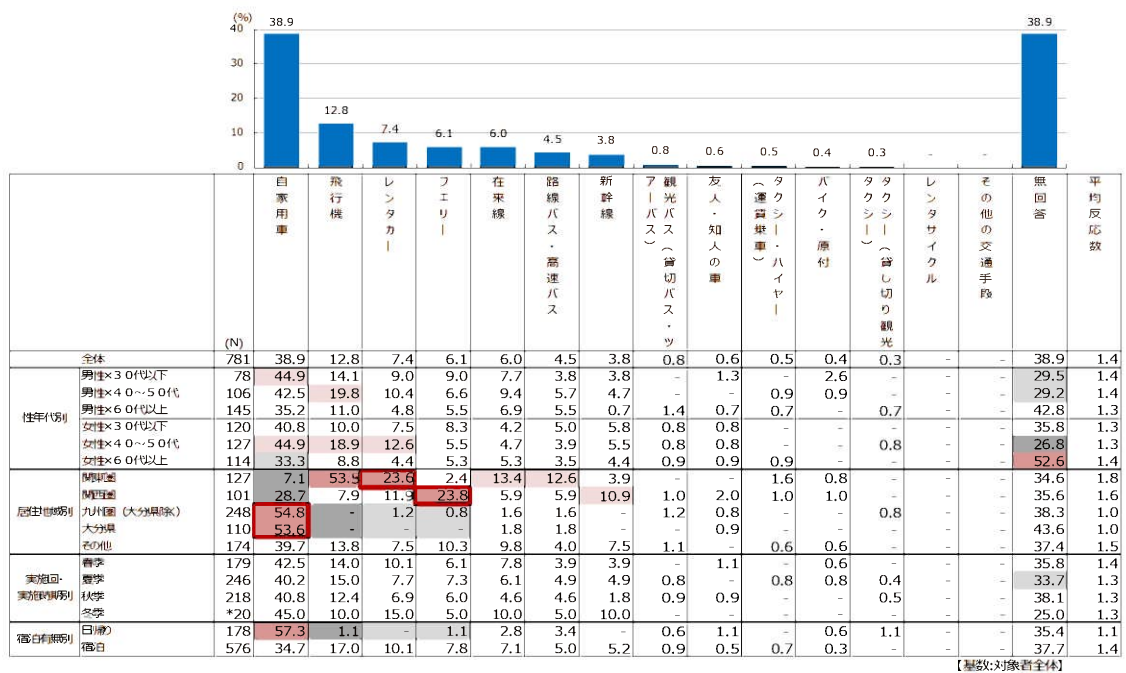 (%)
40
30
20
10
0
38.9 12.8 7.4 6.1 6.0 4.5 3.8 0.8 0.6 0.5 0.4 0.3 - - 38.9
自家用車
飛行機
レンタカー
フェリー
在来線
路線バス・高速バス
新幹線
観光バス（貸切バス・ツ
アーバス）
友人・知人の車
タクシー・ハイヤー
（運賃乗車）
バイク・原付
タクシー（貸し切り観光
タクシー）
レンタサイクル
その他の交通手段
無回答
平均反応数
(N)
全体 781 38.9 12.8 7.4 6.1 6.0 4.5 3.8 0.8 0.6 0.5 0.4 0.3 - - 38.9 1.4
性年代別
男性×３０代以下 78 44.9 14.1 9.0 9.0 7.7 3.8 3.8 - 1.3 - 2.6 - - - 29.5 1.4
男性×４０～５０代 106 42.5 19.8 10.4 6.6 9.4 5.7 4.7 - - 0.9 0.9 - - - 29.2 1.4
男性×６０代以上 145 35.2 11.0 4.8 5.5 6.9 5.5 0.7 1.4 0.7 0.7 - 0.7 - - 42.8 1.3
女性×３０代以下 120 40.8 10.0 7.5 8.3 4.2 5.0 5.8 0.8 0.8 - - - - - 35.8 1.3
女性×４０～５０代 127 44.9 18.9 12.6 5.5 4.7 3.9 5.5 0.8 0.8 - - 0.8 - - 26.8 1.3
女性×６０代以上 114 33.3 8.8 4.4 5.3 5.3 3.5 4.4 0.9 0.9 0.9 - - - - 52.6 1.4
居住地域別
関東圏 127 7.1 53.5 23.6 2.4 13.4 12.6 3.9 - - 1.6 0.8 - - - 34.6 1.8
関西圏 101 28.7 7.9 11.9 23.8 5.9 5.9 10.9 1.0 2.0 1.0 1.0 - - - 35.6 1.6
九州圏（大分県除く） 248 54.8 - 1.2 0.8 1.6 1.6 - 1.2 0.8 - - 0.8 - - 38.3 1.0
大分県 110 53.6 - - - 1.8 1.8 - - 0.9 - - - - - 43.6 1.0
その他 174 39.7 13.8 7.5 10.3 9.8 4.0 7.5 1.1 - 0.6 0.6 - - - 37.4 1.5
実施回・
実施時期別
春季 179 42.5 14.0 10.1 6.1 7.8 3.9 3.9 - 1.1 - 0.6 - - - 35.8 1.4
夏季 246 40.2 15.0 7.7 7.3 6.1 4.9 4.9 0.8 - 0.8 0.8 0.4 - - 33.7 1.3
秋季 218 40.8 12.4 6.9 6.0 4.6 4.6 1.8 0.9 0.9 - - 0.5 - - 38.1 1.3
冬季 *20 45.0 10.0 15.0 5.0 10.0 5.0 10.0 - - - - - - - 25.0 1.3
宿泊有無別
日帰り 178 57.3 1.1 - 1.1 2.8 3.4 - 0.6 1.1 - 0.6 1.1 - - 35.4 1.1
宿泊 576 34.7 17.0 10.1 7.8 7.1 5.0 5.2 0.9 0.5 0.7 0.3 - - - 37.7 1.4
【基数:対象者全体】